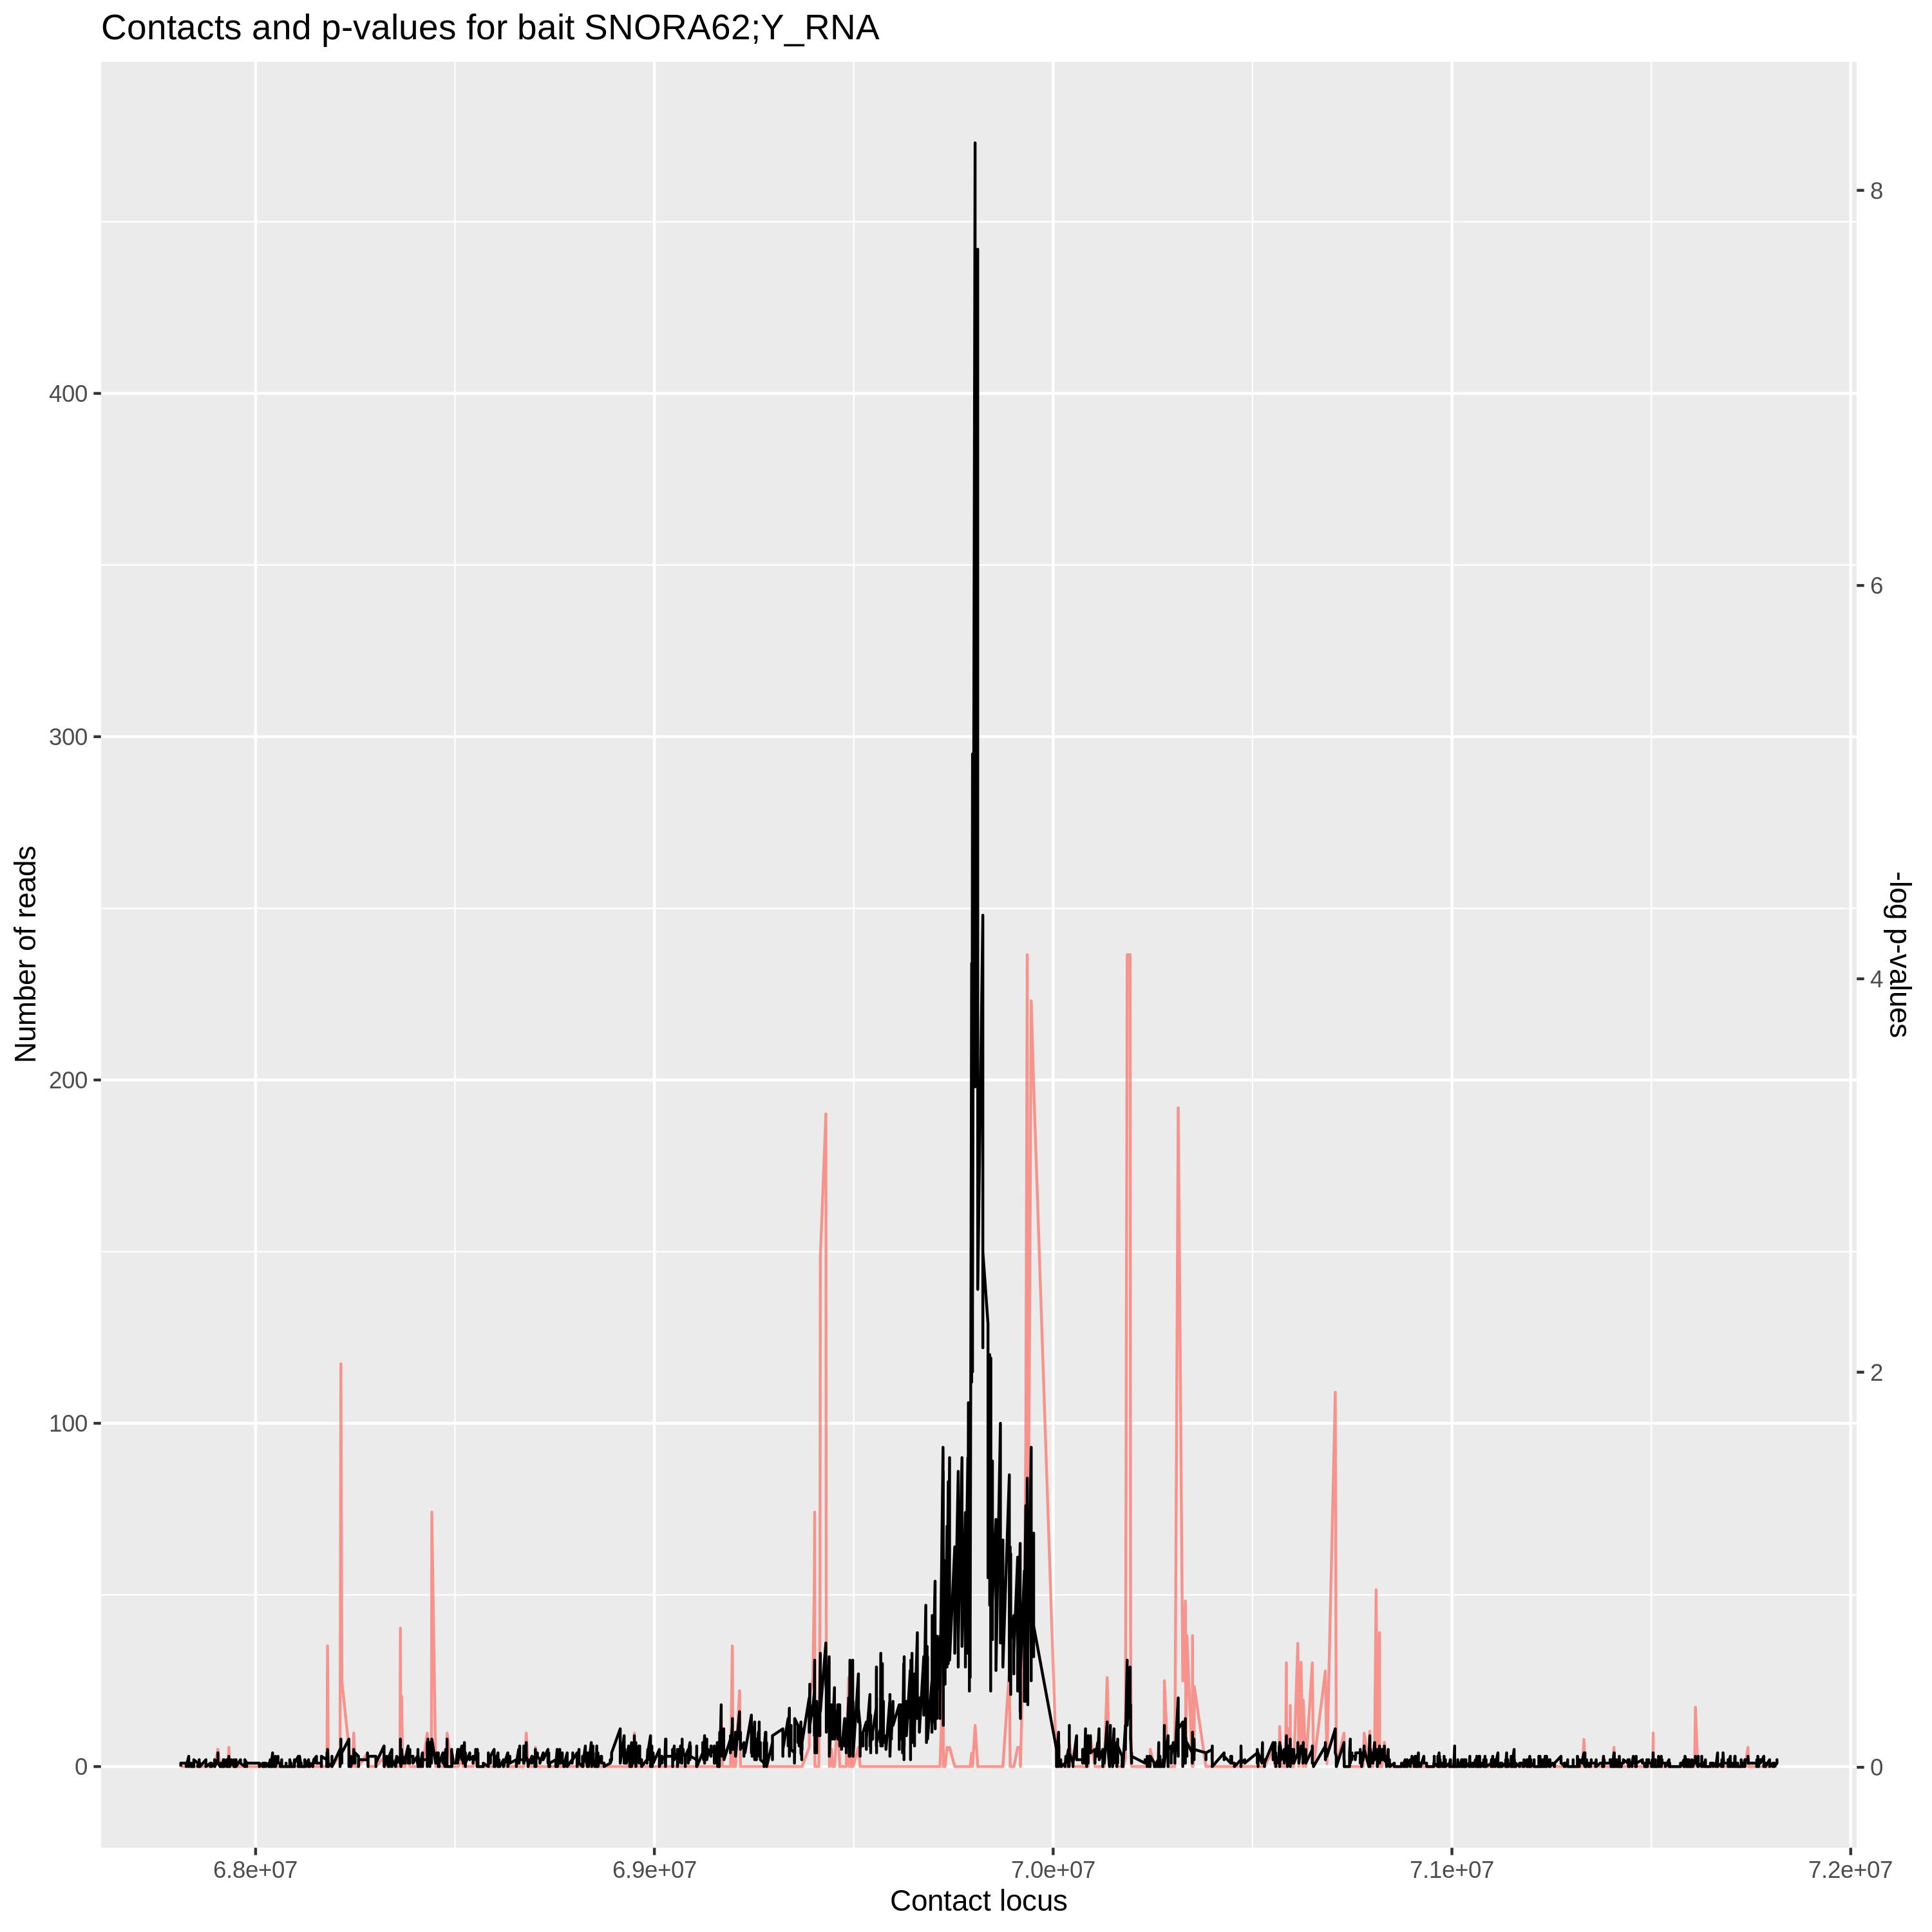 Contacts and p-values for bait SNORA62;Y_RNA
Number of reads
400
300
200
100
0
8
6
4
2
0
-log p-values
6.8e+07
6.9e+07
7.0e+07
7.1e+07
7.2e+07
Contact locus